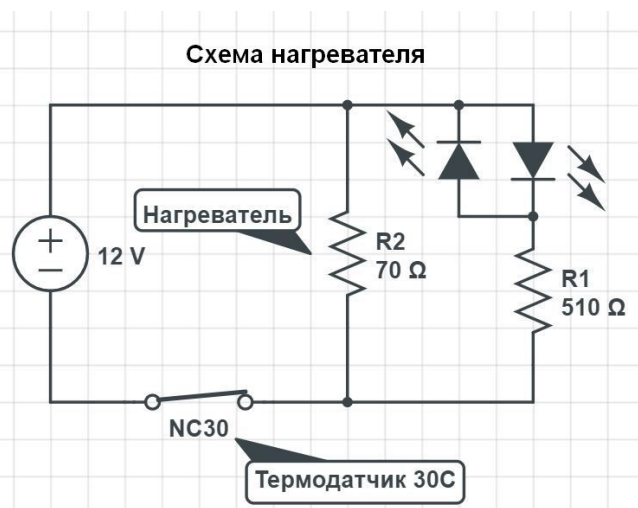 Схема нагревателя
Нагреватель
12 V
R2
70 Ω
R1
510 Ω
NC30
Термодатчик 30С